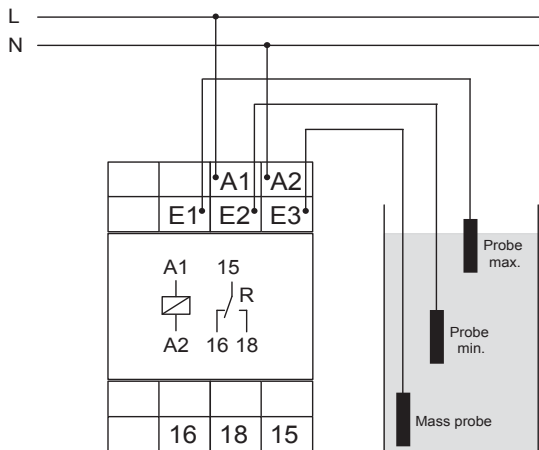 L
N
A1 A2
E1 E2 E3
A1 15
R
A2 16 18
Probe
max.
Probe
min.
Mass probe
16 18 15